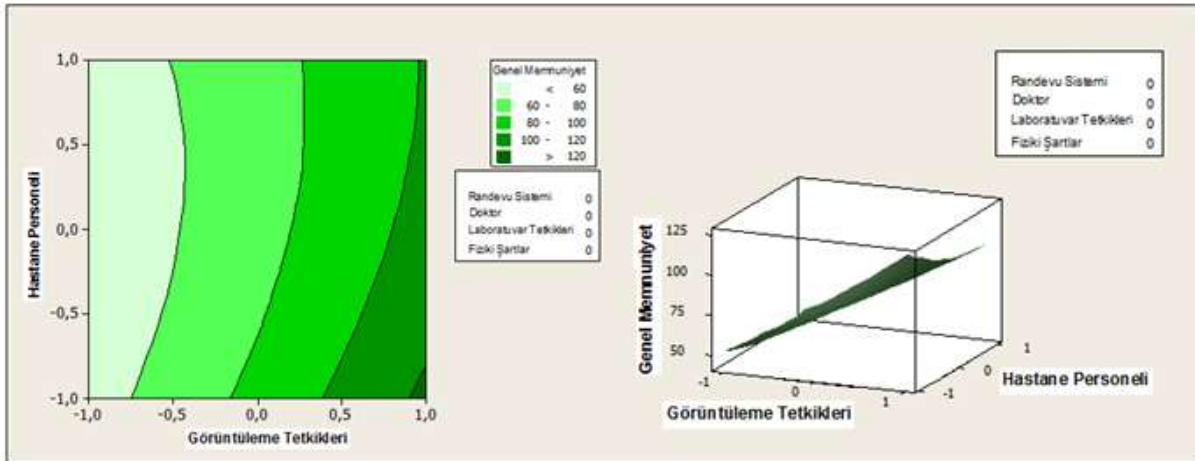 1,0
0,5
0,0
-0,5
-1,0
Hastane Personeli
-1,0 -0,5 0,0 0,5 1,0
Görüntüleme Tetkikleri
Genel Memnuniyet
< 60
60 - 80
80 - 100
100 - 120
> 120
Randevu Sistemi 0
Doktor 0
Laboratuvar Tetkikleri 0
Fiziki Şartlar 0
Randevu Sistemi 0
Doktor 0
Laboratuvar Tetkikleri 0
Fiziki Şartlar 0
Genel Memnuniyet
125
100
75
50
-1 0 1
Görüntüleme Tetkikleri
-1 0 1
Hastane Personeli